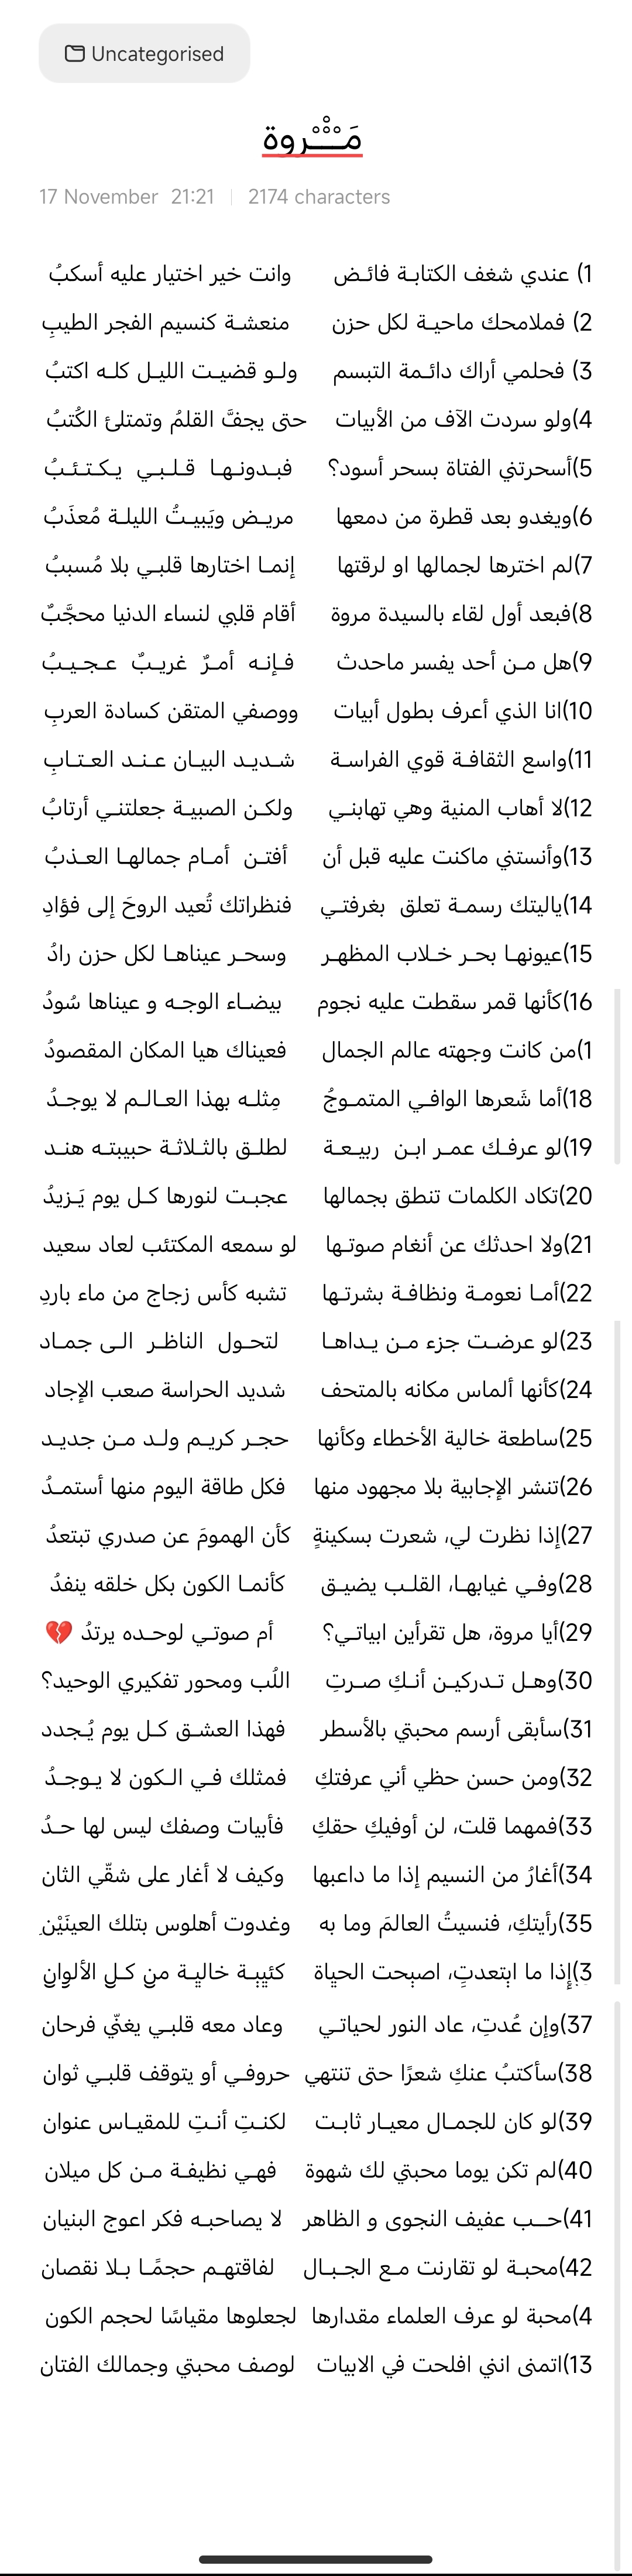 Uncategorised
مَـــْـروة
17 November 21:21 | 2174 characters
1) عندي شغف الكتابة فائض وانت خير اختيار عليه أسكبُ
2) فملامحك ماحية لكل حزن منعشة كنسيم الفجر الطيبِ
3) فحلمي أراك دائمة التبسم ولو قضيت الليل كله اكتبُ
4)ولو سردت الآف من الأبيات حتى يجفَّ القلمُ وتمتلئ الكُتبُ
5)أسحرتني الفتاة بسحر أسود؟ فبدونها قلبي يكتئبُ
6)ويغدو بعد قطرة من دمعها مريض ويَبيتُ الليلة مُعذَبُ
7)لم اخترها لجمالها او لرقتها إنما اختارها قلبي بلا مُسببُ
8)فبعد أول لقاء بالسيدة مروة أقام قلبي لنساء الدنيا محجَّبٌ
9)هل من أحد يفسر ماحدث فإنه أمرٌ غريبٌ عجيبُ
10)انا الذي أعرف بطول أبيات ووصفي المتقن كسادة العربِ
11)واسع الثقافة قوي الفراسة شديد البيان عند العتابِ
12)لا أهاب المنية وهي تهابني ولكن الصبية جعلتني أرتابُ
13)وأنستني ماكنت عليه قبل أن أفتن أمام جمالها العذبُ
14)ياليتك رسمة تعلق بغرفتي فنظراتك تُعيد الروحَ إلى فؤادِ
15)عيونها بحر خلاب المظهر وسحر عيناها لكل حزن رادُ
16)كأنها قمر سقطت عليه نجوم بيضاء الوجه و عيناها سُودُ
1)من كانت وجهته عالم الجمال فعيناك هيا المكان المقصودُ
18)أما شَعرها الوافي المتموجُ مِثله بهذا العالم لا يوجدُ
19)لو عرفك عمر ابن ربيعة لطلق بالثلاثة حبيبته هند
20)تكاد الكلمات تنطق بجمالها عجبت لنورها كل يوم يَزيدُ
21)ولا احدثك عن أنغام صوتها لو سمعه المكتئب لعاد سعيد
22)أما نعومة ونظافة بشرتها تشبه كأس زجاج من ماء باردِ
23)لو عرضت جزء من يداها لتحول الناظر الى جماد
24)كأنها ألماس مكانه بالمتحف شديد الحراسة صعب الإجاد
25)ساطعة خالية الأخطاء وكأنها حجر كريم ولد من جديد
26)تنشر الإجابية بلا مجهود منها فكل طاقة اليوم منها أستمدُ
27)إذا نظرت لي، شعرت بسكينةٍ كأن الهمومَ عن صدري تبتعدُ
28)وفي غيابها، القلب يضيق كأنما الكون بكل خلقه ينفدُ
29)أيا مروة، هل تقرأين ابياتي؟ أم صوتي لوحده يرتدُ 💔
30)وهل تدركين أنكِ صرتِ اللُب ومحور تفكيري الوحيد؟
31)سأبقى أرسم محبتي بالأسطر فهذا العشق كل يوم يُجدد
32)ومن حسن حظي أني عرفتكِ فمثلك في الكون لا يوجدُ
33)فمهما قلت، لن أوفيكِ حقكِ فأبيات وصفك ليس لها حدُ
34)أغارُ من النسيم إذا ما داعبها وكيف لا أغار على شقّي الثان
35)رأيتكِ، فنسيتُ العالمَ وما به وغدوت أهلوس بتلك العينَيْنِ
3)إذا ما ابتعدتِ، اصبحت الحياة كئيبة خالية من كل الألوانِ
37)وإن عُدتِ، عاد النور لحياتي وعاد معه قلبي يغنّي فرحان
38)سأكتبُ عنكِ شعرًا حتى تنتهي حروفي أو يتوقف قلبي ثوان
39)لو كان للجمال معيار ثابت لكنتِ أنتِ للمقياس عنوان
40)لم تكن يوما محبتي لك شهوة فهي نظيفة من كل ميلان
41)حب عفيف النجوى و الظاهر لا يصاحبه فكر اعوج البنيان
42)محبة لو تقارنت مع الجبال لفاقتهم حجمًا بلا نقصان
4)محبة لو عرف العلماء مقدارها لجعلوها مقياسًا لحجم الكون
13)اتمنى انني افلحت في الابيات لوصف محبتي وجمالك الفتان